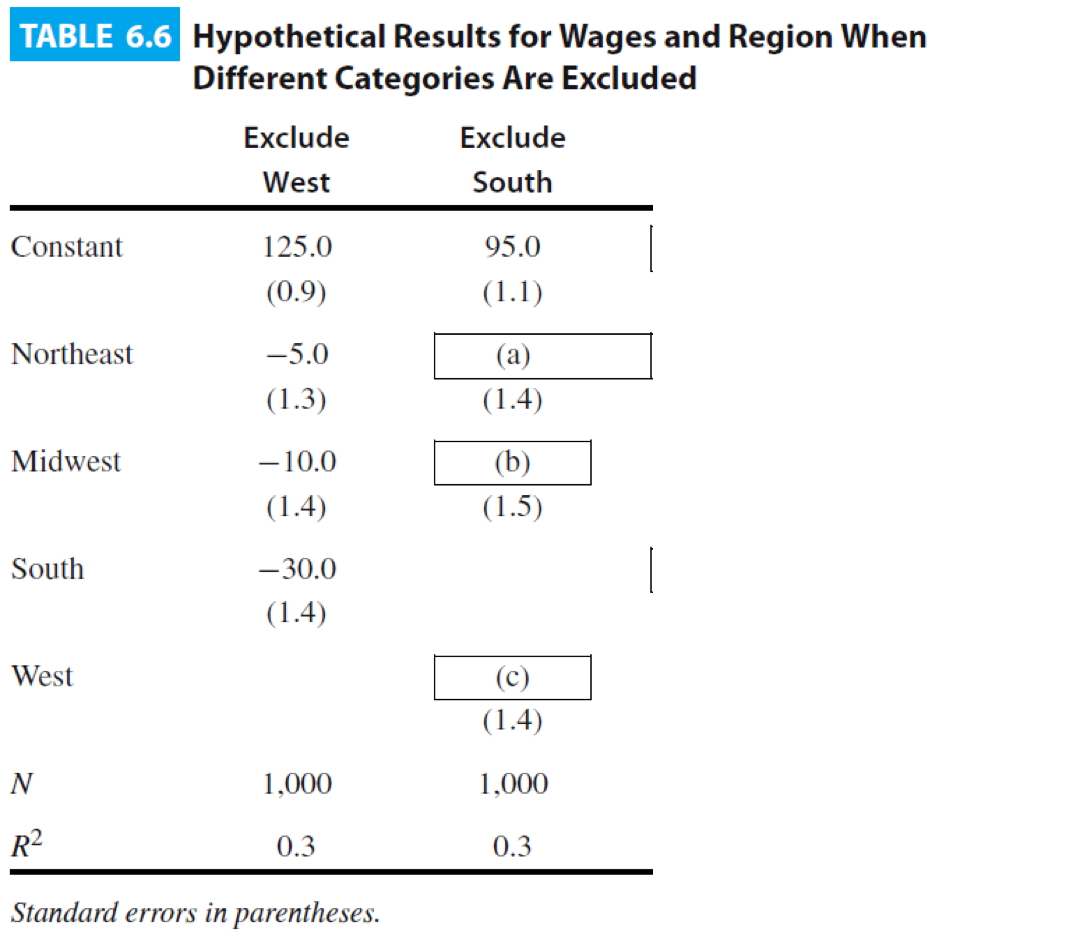 TABLE 6.6 Hypothetical Results for Wages and Region When
Different Categories Are Excluded
Exclude Exclude
West South
Constant 125.0 95.0
(0.9) (1.1)
Northeast −5.0 (a)
(1.3) (1.4)
Midwest −10.0 (b)
(1.4) (1.5)
South −30.0
(1.4)
West (c)
(1.4)
N 1,000 1,000
R² 0.3 0.3
Standard errors in parentheses.